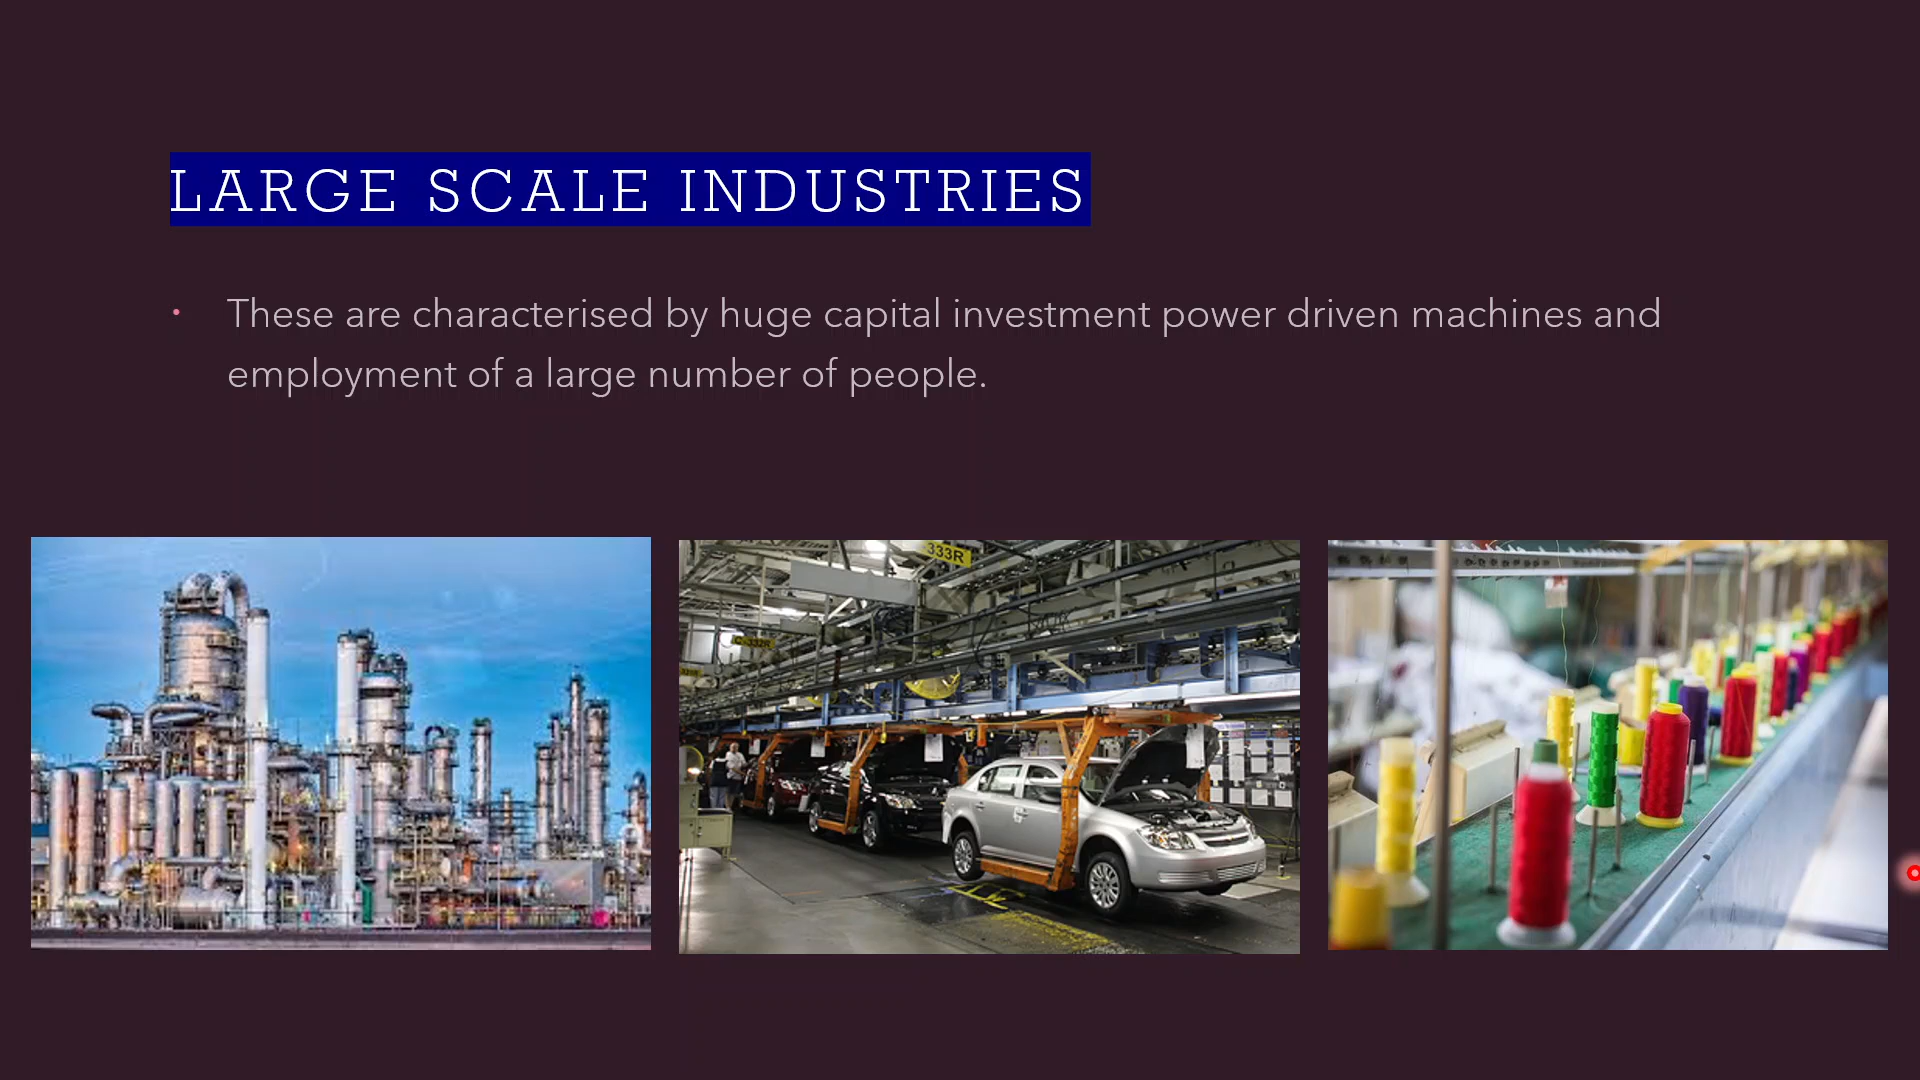 LARGE SCALE INDUSTRIES
• These are characterised by huge capital investment power driven machines and
employment of a large number of people.
333R